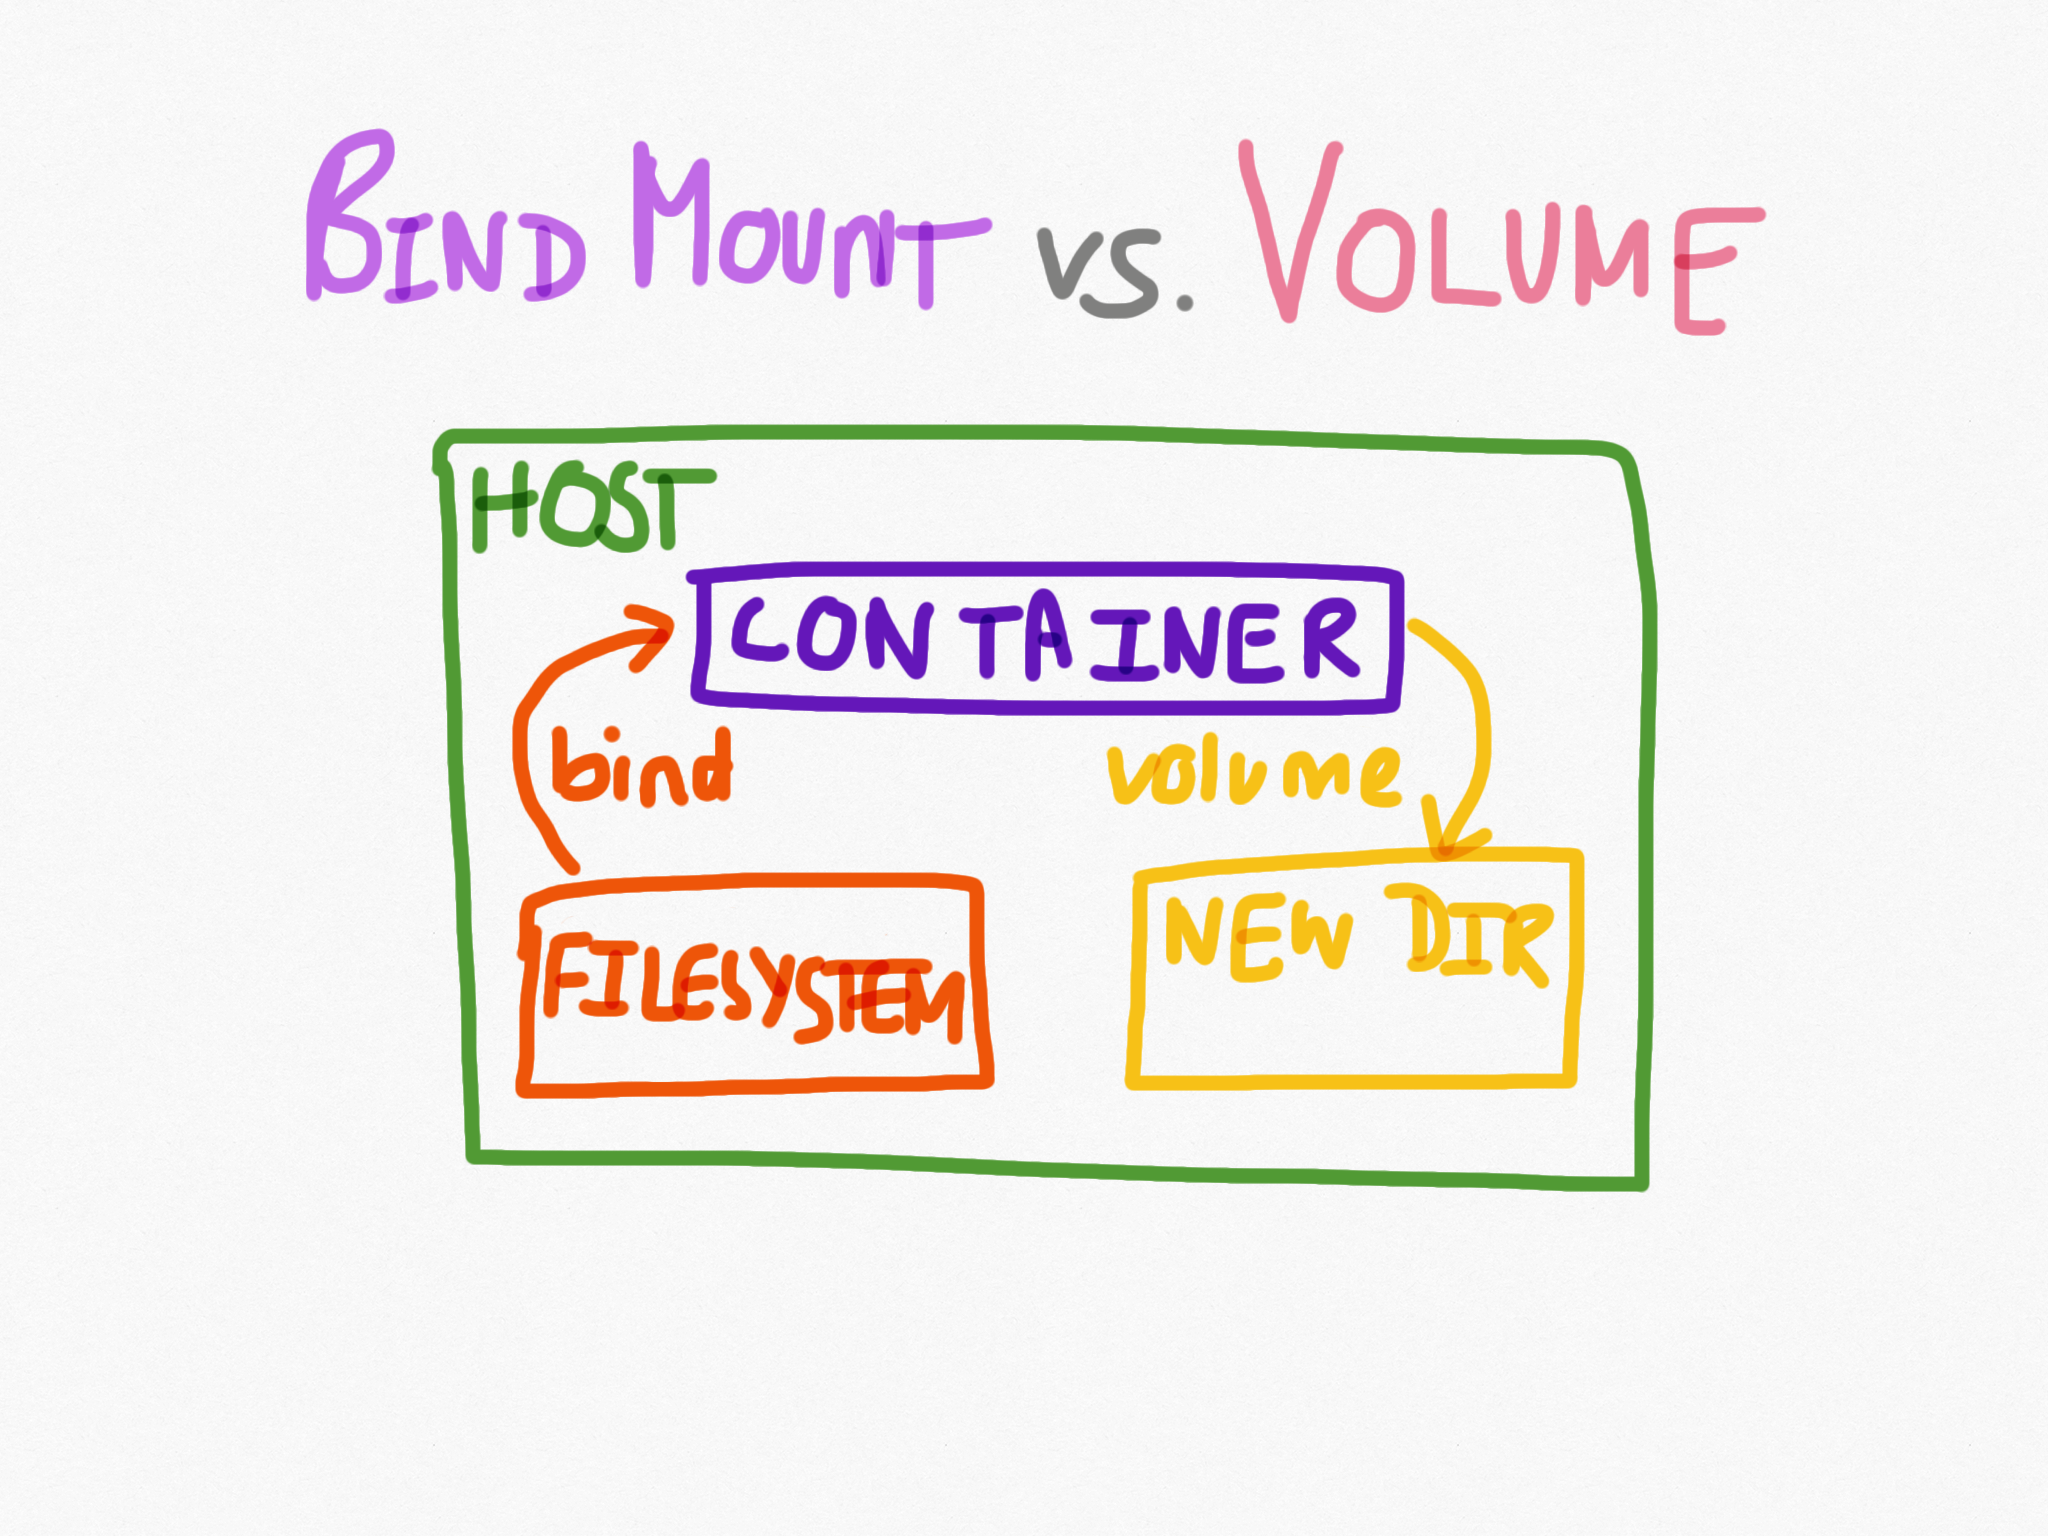 BIND MOUNT vs. VOLUME
HOST
CONTAINER
bind
volume
FILESYSTEM
NEW DIR